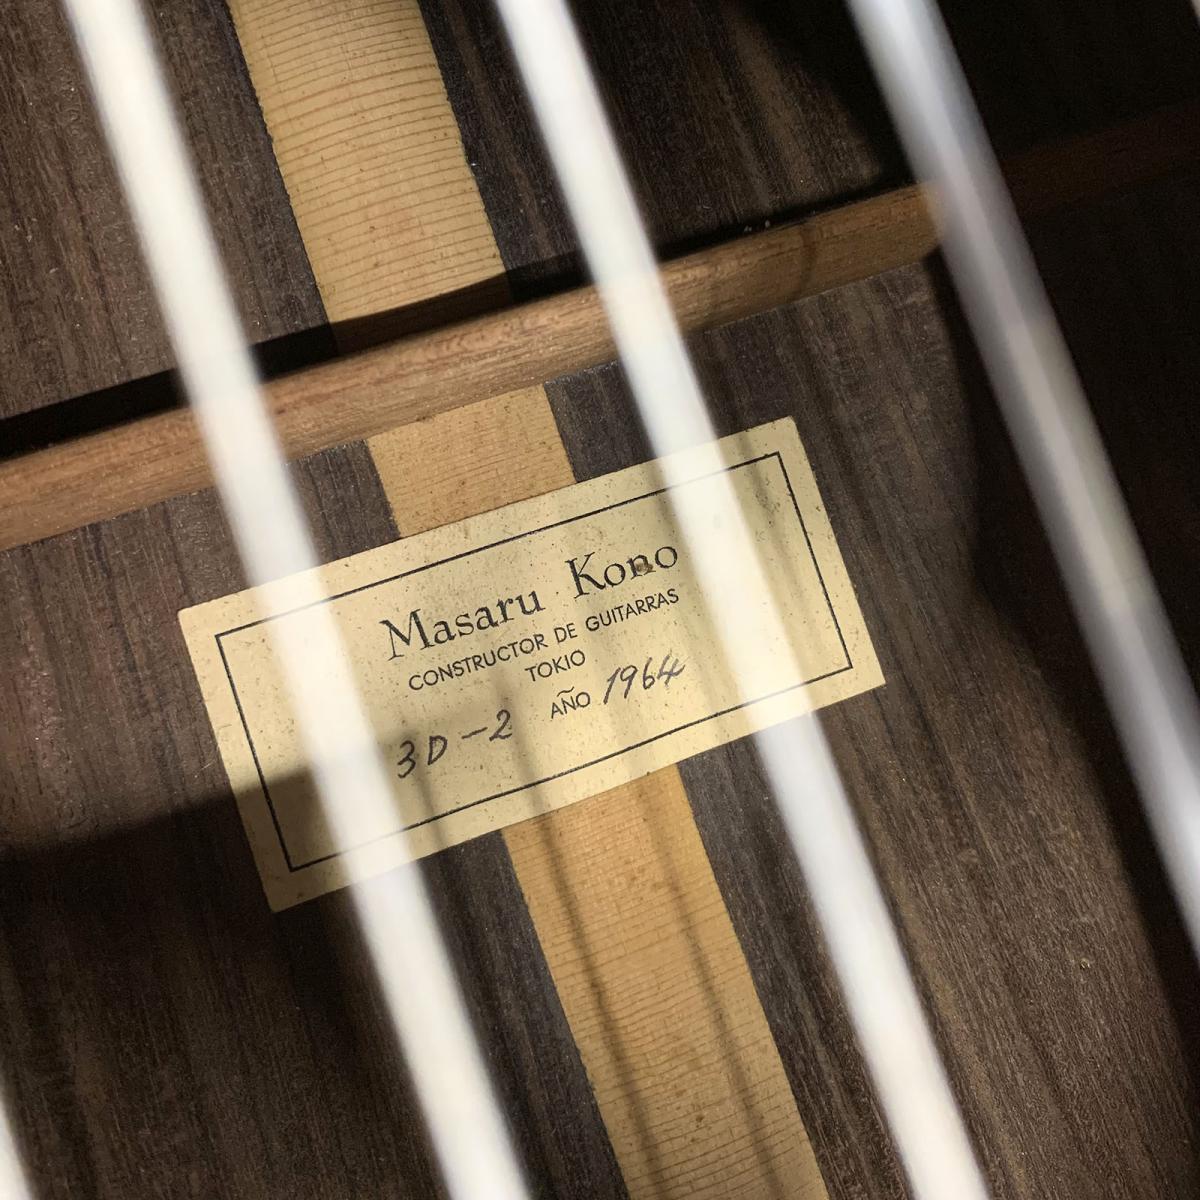 Masaru Kono
CONSTRUCTOR DE GUITARRAS
TOKIO
3D-2 AÑO 1964